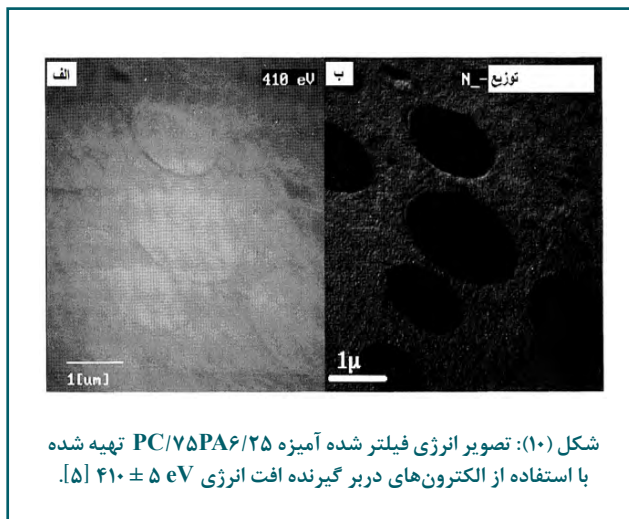 الف
410 eV
ب
N_- توزیع
1[um]
1µ
شکل (۱۰): تصویر انرژی فیلتر شده آمیزه PC/۷۵PA۶/۲۵ تهیه شده
با استفاده از الکترون‌های دربر گیرنده افت انرژی ۴۱۰ ± ۵ eV [۵].